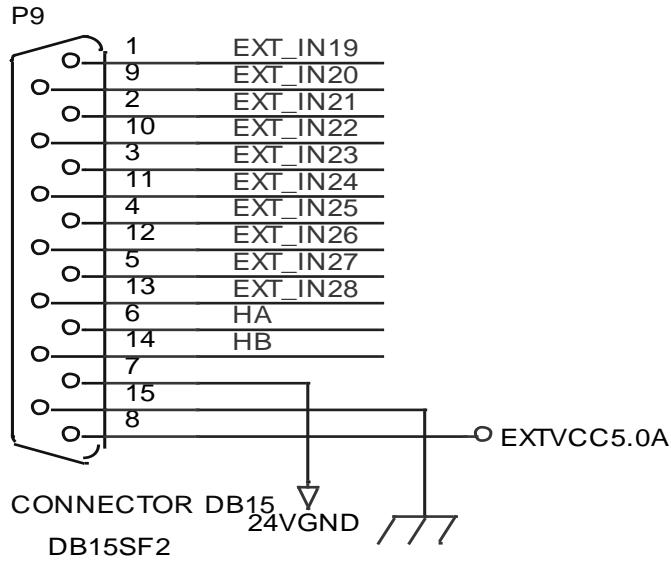 P9
1 EXT_IN19
9 EXT_IN20
2 EXT_IN21
10 EXT_IN22
3 EXT_IN23
11 EXT_IN24
4 EXT_IN25
12 EXT_IN26
5 EXT_IN27
13 EXT_IN28
6 HA
14 HB
7
15
8
EXTVCC5.0A
CONNECTOR DB15
24VGND
DB15SF2